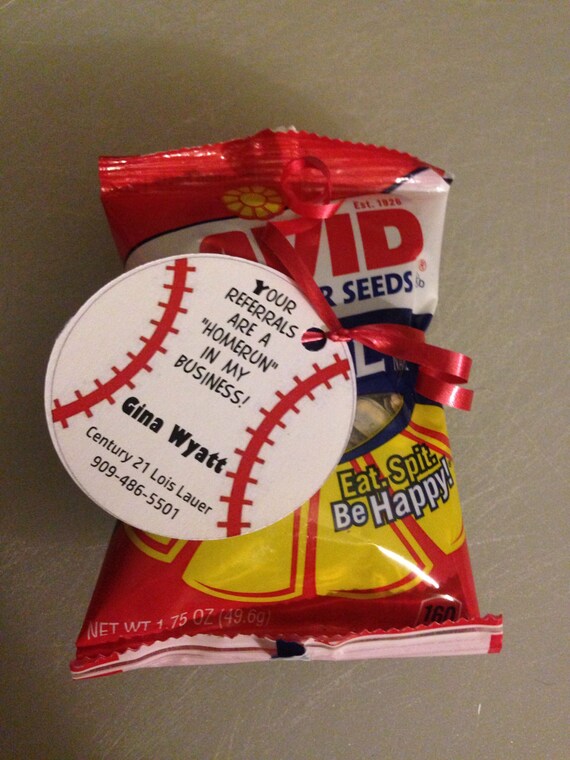 Est. 1926
AVID
R SEEDS
YOUR
REFERRALS
ARE A
"HOMERUN"
IN MY
BUSINESS!
Gina Wyatt
Century 21 Lois Lauer
909-486-5501
Eat. Spit.
Be Happy!
NET WT 1.75 OZ (49.6g)
160